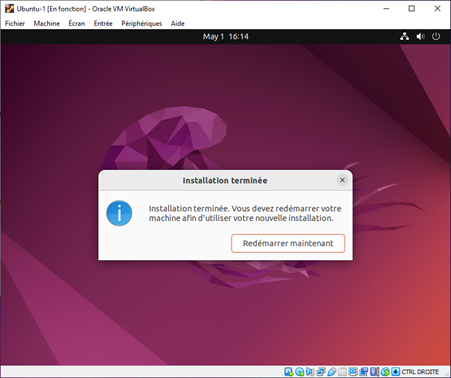 Ubuntu-1 [En fonction] - Oracle VM VirtualBox
Fichier Machine Écran Entrée Périphériques Aide
May 1 16:14
Installation terminée
Installation terminée. Vous devez redémarrer votre
machine afin d'utiliser votre nouvelle installation.
Redémarrer maintenant
CTRL DROITE